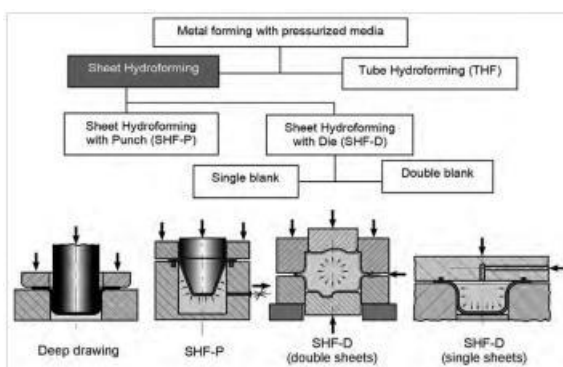 Metal forming with pressurized media
Sheet Hydroforming
Tube Hydroforming (THF)
Sheet Hydroforming
with Punch (SHF-P)
Sheet Hydroforming
with Die (SHF-D)
Single blank
Double blank
Deep drawing
SHF-P
SHF-D
(double sheets)
SHF-D
(single sheets)